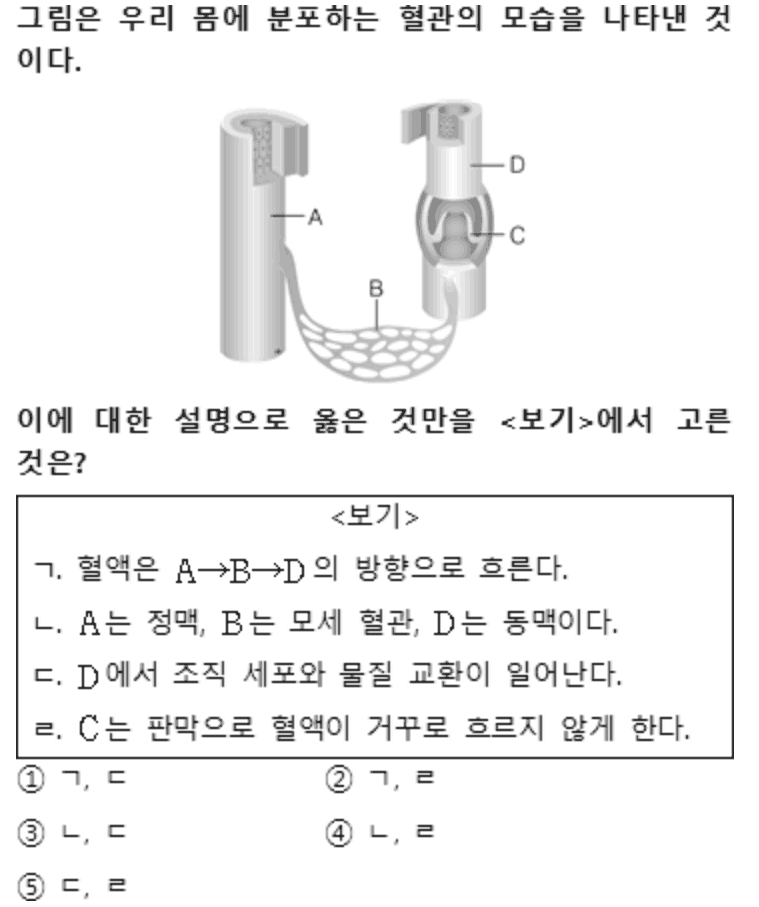 그림은 우리 몸에 분포하는 혈관의 모습을 나타낸 것
이다.
D
A
C
B
이에 대한 설명으로 옳은 것만을 <보기>에서 고른
것은?
<보기>
ㄱ. 혈액은 A→B→D의 방향으로 흐른다.
ㄴ. A는 정맥, B는 모세 혈관, D는 동맥이다.
ㄷ. D에서 조직 세포와 물질 교환이 일어난다.
ㄹ. C는 판막으로 혈액이 거꾸로 흐르지 않게 한다.
① ㄱ, ㄷ ② ㄱ, ㄹ
③ ㄴ, ㄷ ④ ㄴ, ㄹ
⑤ ㄷ, ㄹ